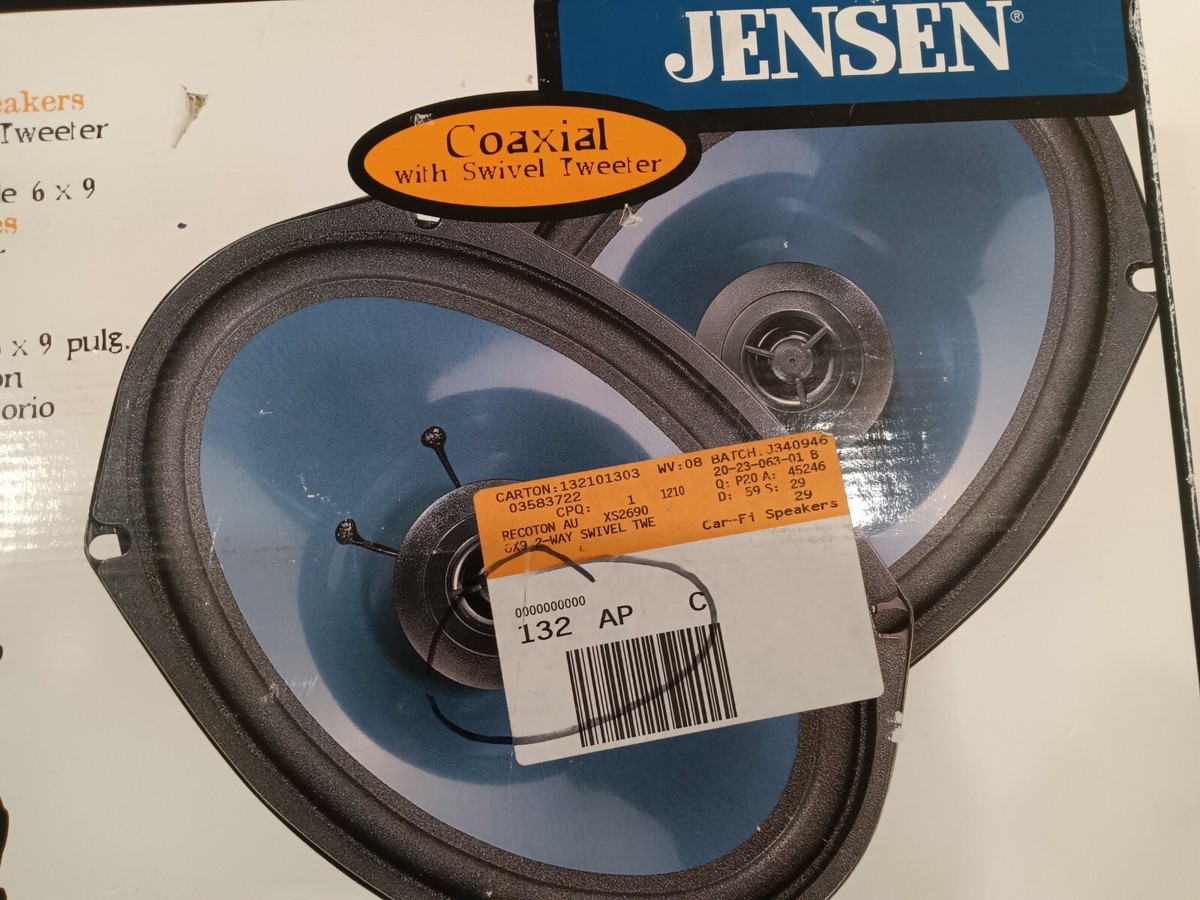 JENSEN®
Coaxial
with Swivel Tweeter
eakers
Tweeter
e 6 x 9
es
x 9 pulg.
on
orio
CARTON:132101303 WV:08 BATCH.J340946
03583722 1 1210 20-23-063-01 B
CPQ: Q: P20 A: 45246
RECOTON AU XS2690 D: 59 S: 29
6X9 2-WAY SWIVEL TWE 29
Car-Fi Speakers
0000000000
132 AP C